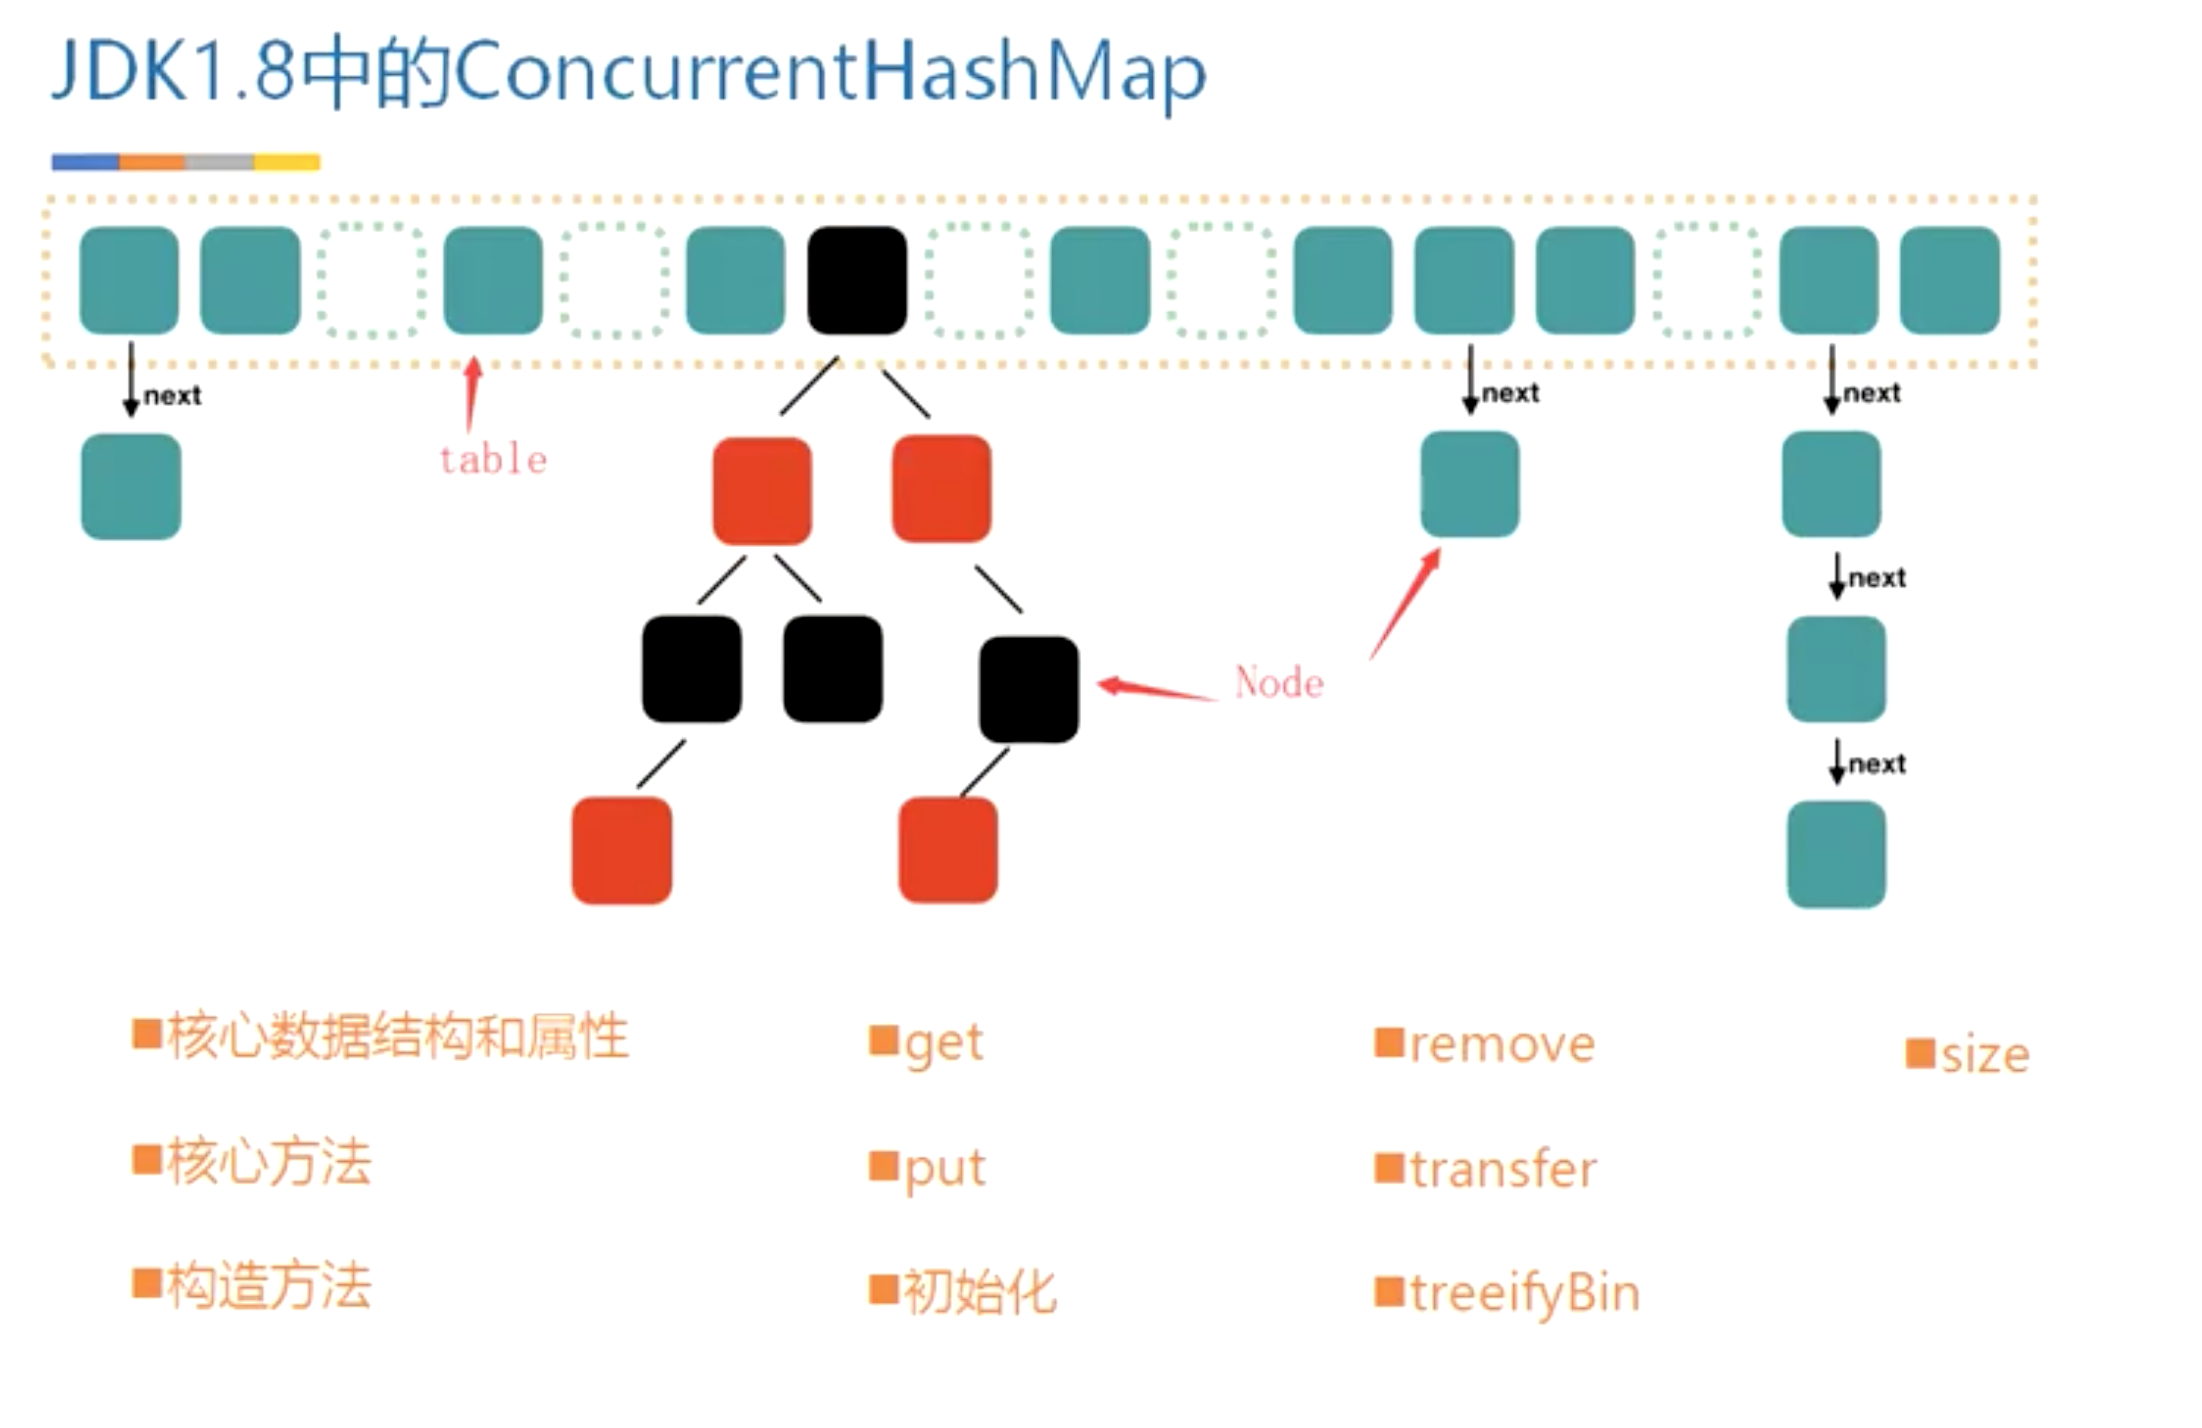 JDK1.8中的ConcurrentHashMap
next
next
next
table
next
Node
next
■核心数据结构和属性
■get
■remove
■size
■核心方法
■put
■transfer
■构造方法
■初始化
■treeifyBin